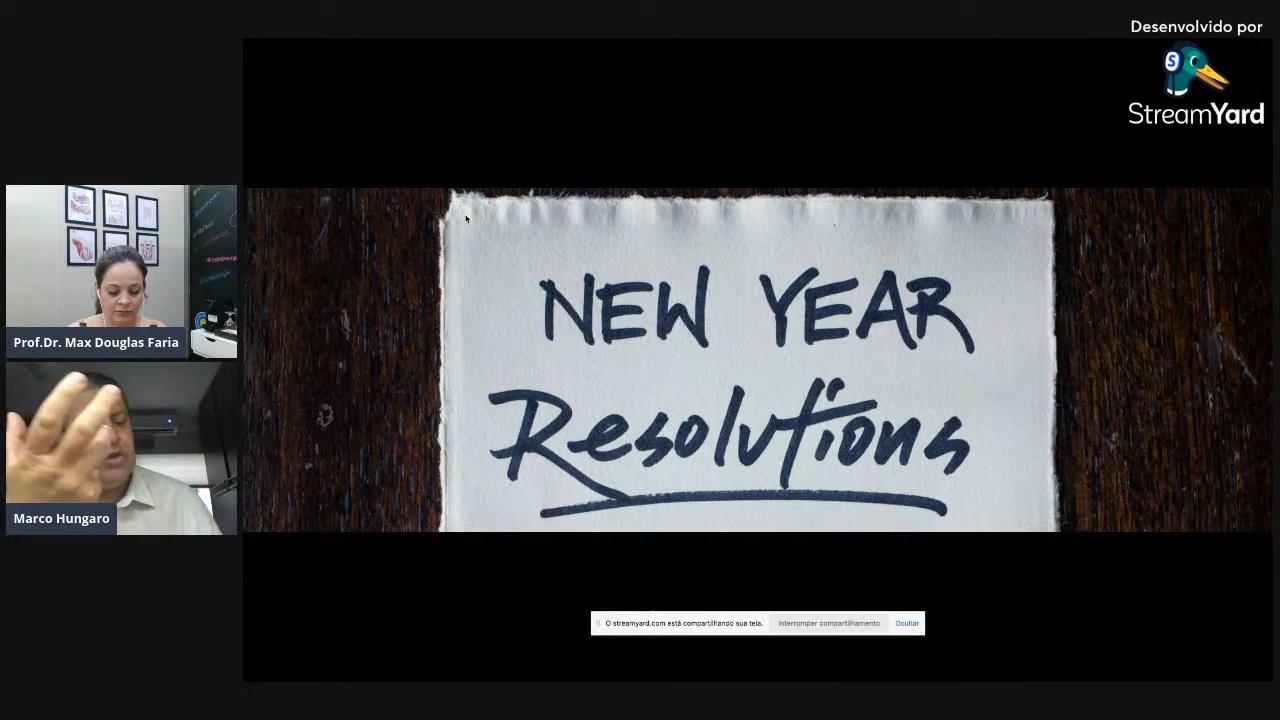 Desenvolvido por
StreamYard
Prof.Dr. Max Douglas Faria
Marco Hungaro
NEW YEAR
Resolutions
O streamyard.com está compartilhando sua tela.
Interromper compartilhamento
Ocultar